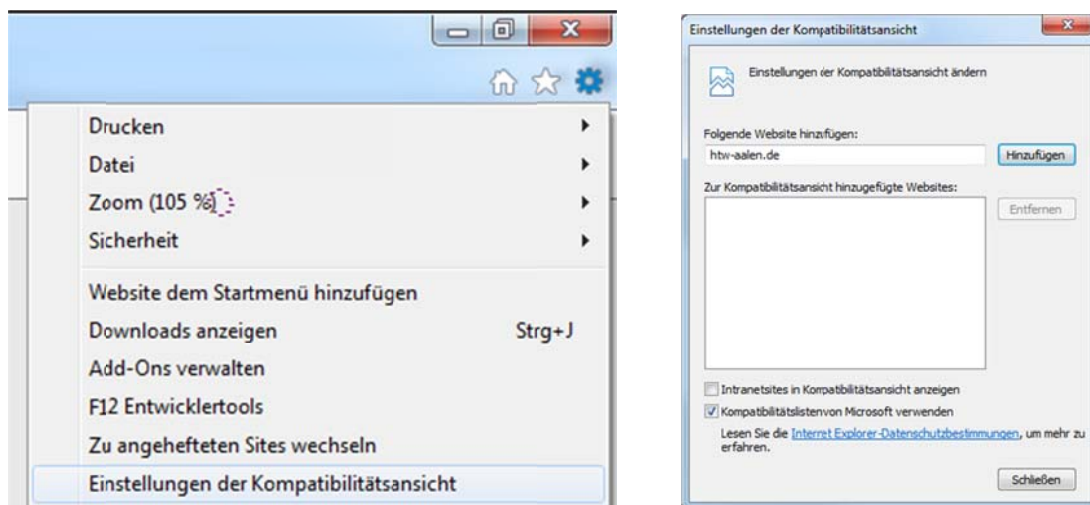 Drucken
Datei
Zoom (105 %)
Sicherheit
Website dem Startmenü hinzufügen
Downloads anzeigen Strg+J
Add-Ons verwalten
F12 Entwicklertools
Zu angehefteten Sites wechseln
Einstellungen der Kompatibilitätsansicht
Einstellungen der Kompatibilitätsansicht
Einstellungen der Kompatibilitätsansicht ändern
Folgende Website hinzufügen:
htw-aalen.de Hinzufügen
Zur Kompatibilitätsansicht hinzugefügte Websites:
Entfernen
Intranetsites in Kompatibilitätsansicht anzeigen
Kompatibilitätslisten von Microsoft verwenden
Lesen Sie die Internet Explorer-Datenschutzbestimmungen, um mehr zu
erfahren.
Schließen